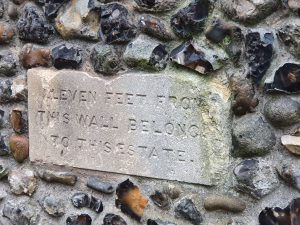 ELEVEN FEET FROM
THIS WALL BELONG
TO THIS ESTATE.